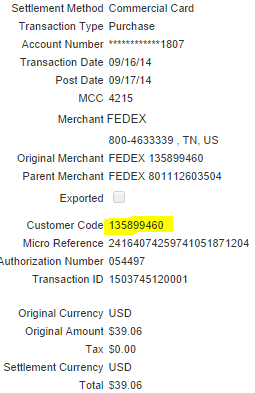 Settlement Method Commercial Card
Transaction Type Purchase
Account Number ************1807
Transaction Date 09/16/14
Post Date 09/17/14
MCC 4215
Merchant FEDEX
800-4633339 , TN, US
Original Merchant FEDEX 135899460
Parent Merchant FEDEX 801112603504
Exported
Customer Code 135899460
Micro Reference 24164074259741051871204
Authorization Number 054497
Transaction ID 1503745120001
Original Currency USD
Original Amount $39.06
Tax $0.00
Settlement Currency USD
Total $39.06